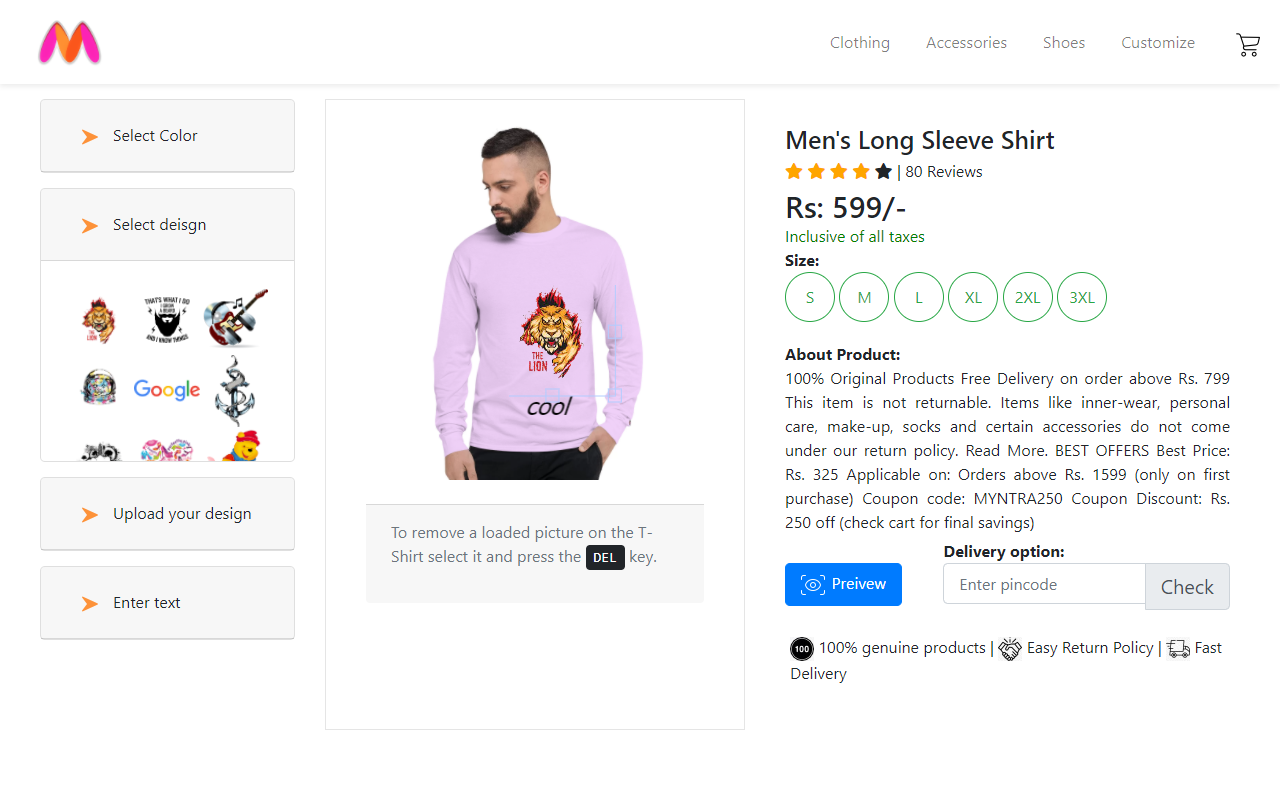 Clothing Accessories Shoes Customize
Select Color
Select deisgn
THE
LION
THAT'S WHAT I DO
I GROW
A BEARD
AND I KNOW THINGS
Google
Upload your design
Enter text
THE
LION
cool
To remove a loaded picture on the T-
Shirt select it and press the DEL key.
Men's Long Sleeve Shirt
| 80 Reviews
Rs: 599/-
Inclusive of all taxes
Size:
S M L XL 2XL 3XL
About Product:
100% Original Products Free Delivery on order above Rs. 799
This item is not returnable. Items like inner-wear, personal
care, make-up, socks and certain accessories do not come
under our return policy. Read More. BEST OFFERS Best Price:
Rs. 325 Applicable on: Orders above Rs. 1599 (only on first
purchase) Coupon code: MYNTRA250 Coupon Discount: Rs.
250 off (check cart for final savings)
Delivery option:
Preivew Enter pincode Check
100 100% genuine products | Easy Return Policy | Fast
Delivery